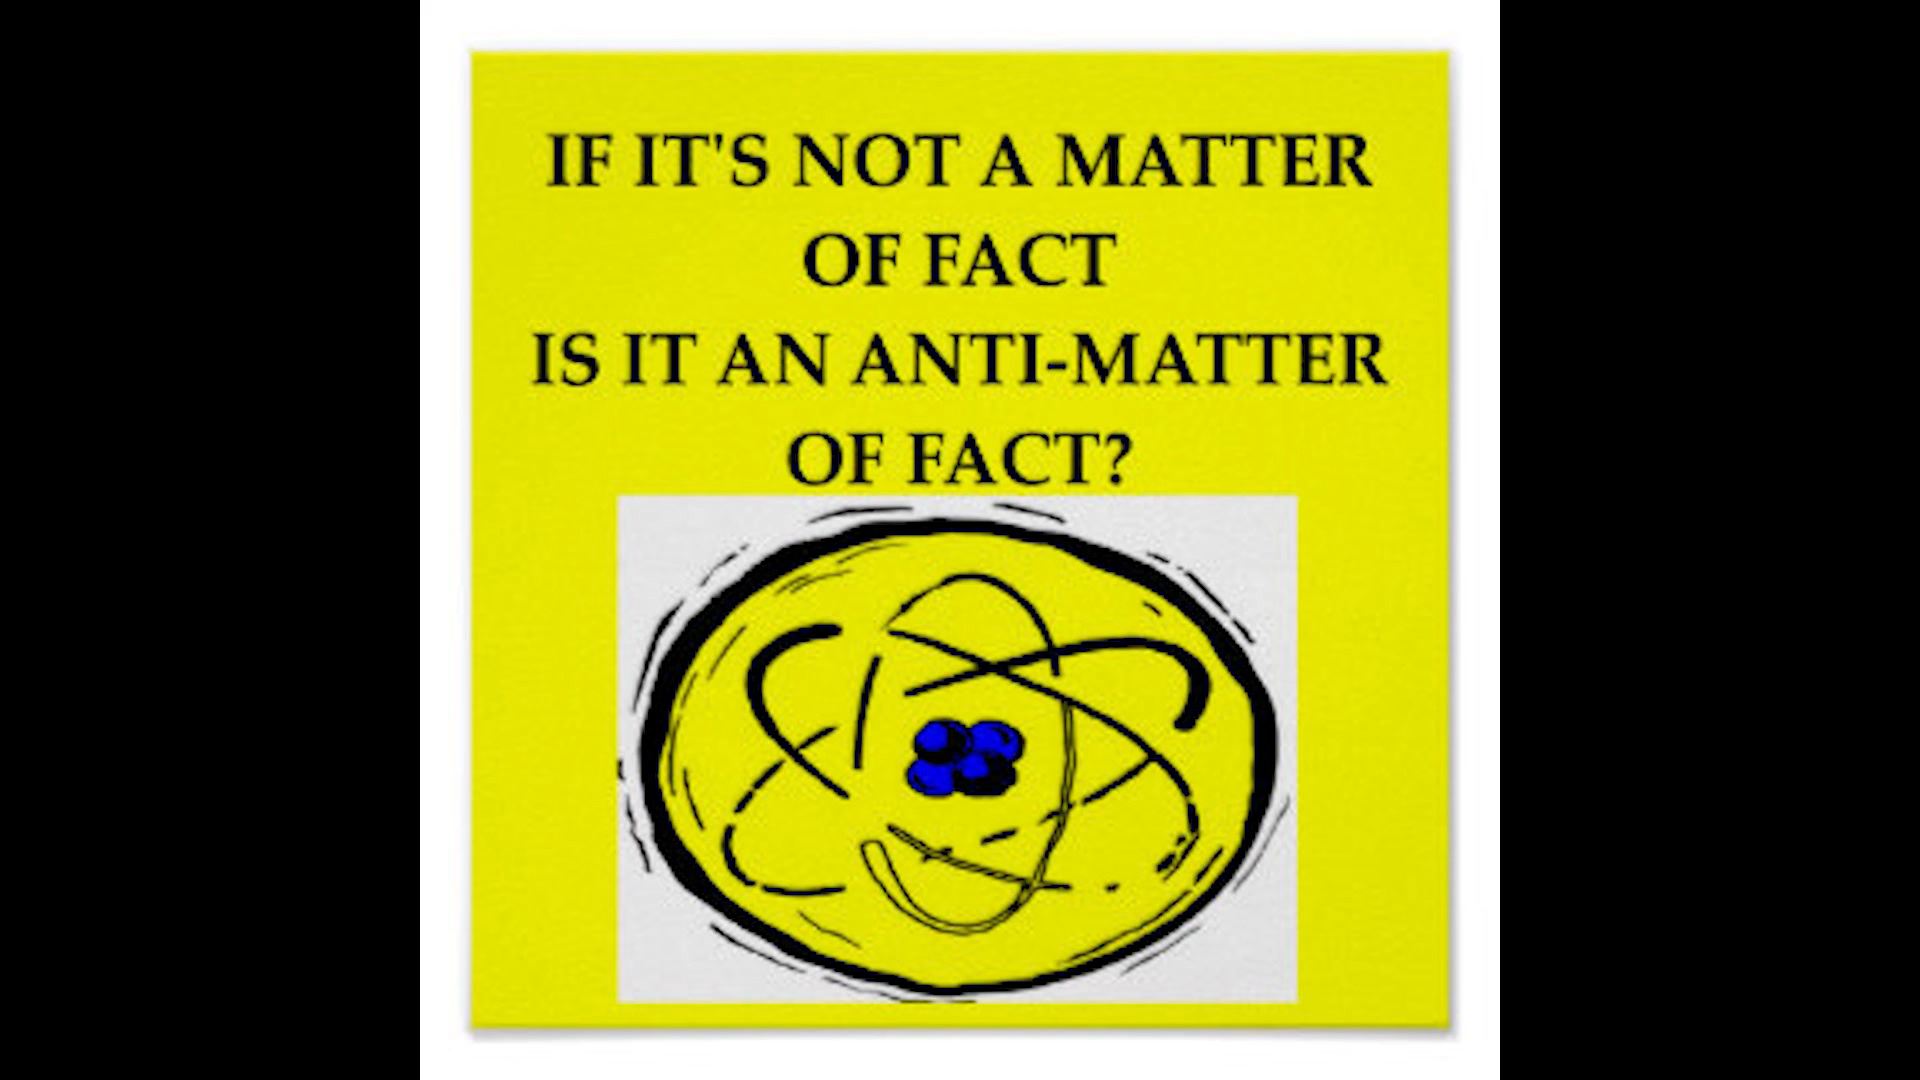 IF IT'S NOT A MATTER
OF FACT
IS IT AN ANTI-MATTER
OF FACT?